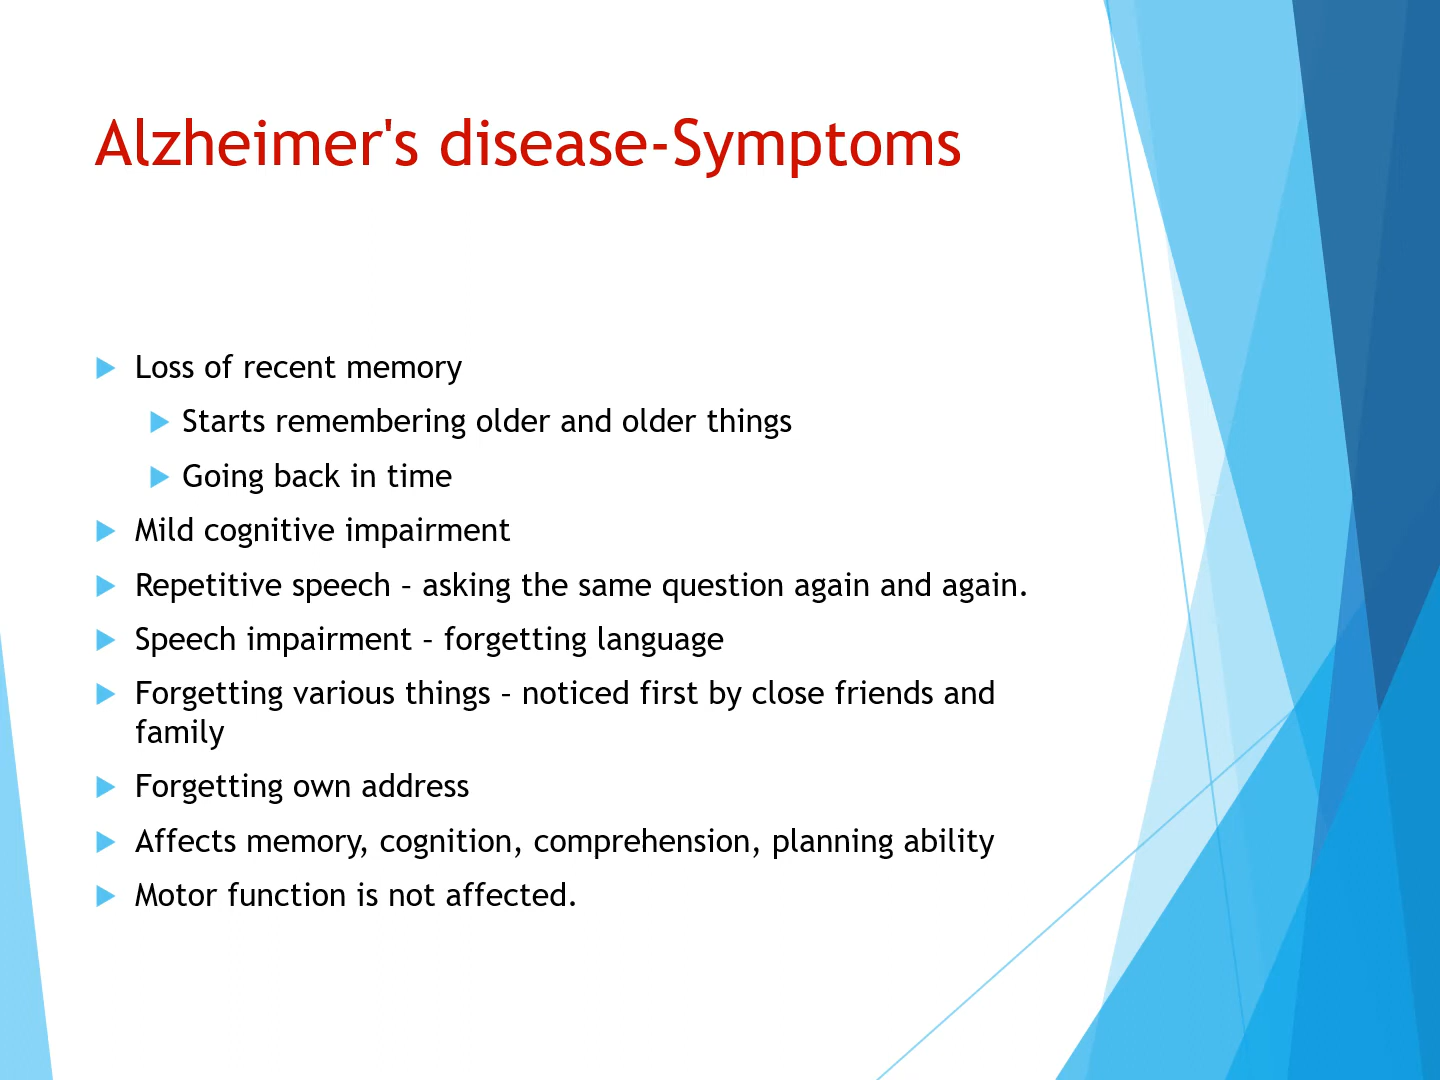 Alzheimer's disease-Symptoms
Loss of recent memory
Starts remembering older and older things
Going back in time
Mild cognitive impairment
Repetitive speech – asking the same question again and again.
Speech impairment – forgetting language
Forgetting various things – noticed first by close friends and
family
Forgetting own address
Affects memory, cognition, comprehension, planning ability
Motor function is not affected.